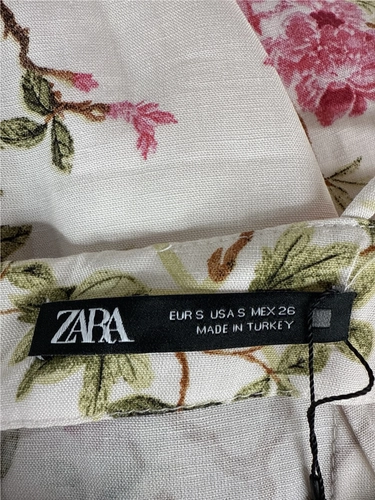 ZARA
EUR S USA S MEX 26
MADE IN TURKEY